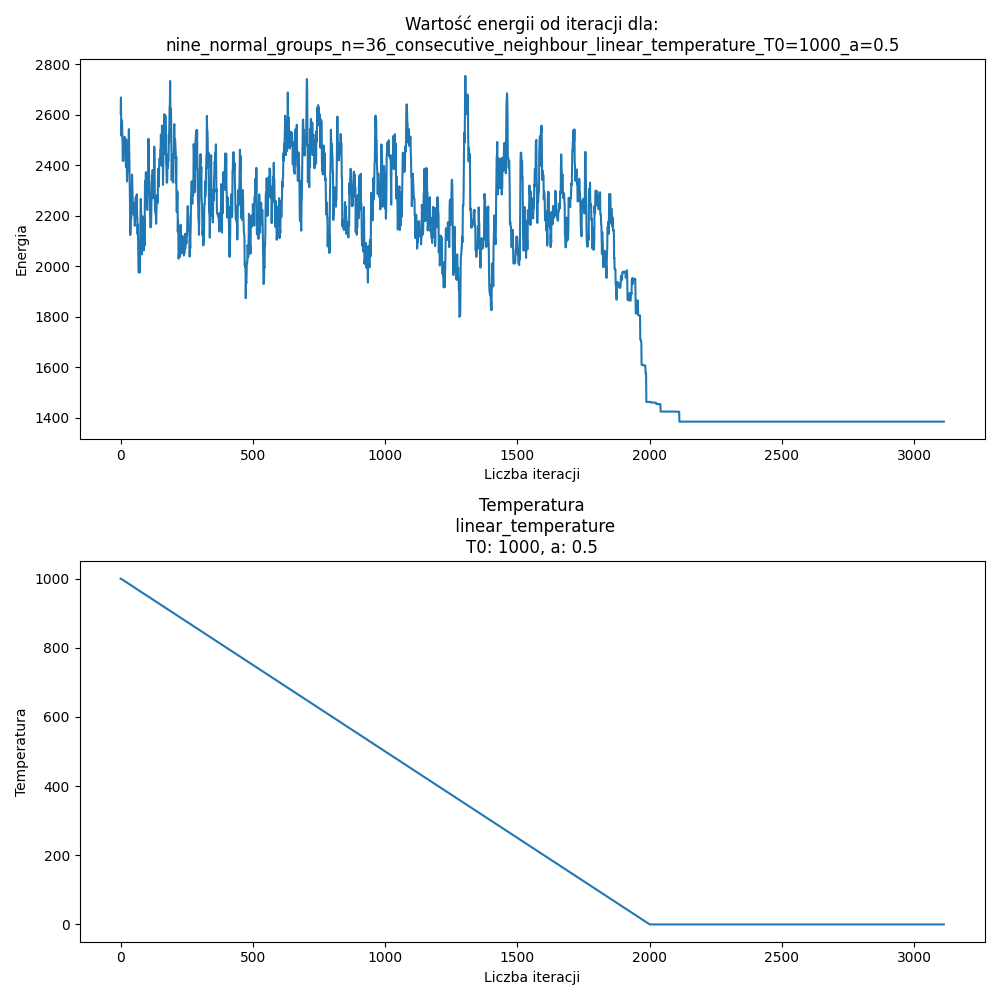 Wartość energii od iteracji dla:
nine_normal_groups_n=36_consecutive_neighbour_linear_temperature_T0=1000_a=0.5
2800
2600
2400
2200
2000
1800
1600
1400
Energia
0 500 1000 1500 2000 2500 3000
Liczba iteracji
Temperatura
linear_temperature
T0: 1000, a: 0.5
1000
800
600
400
200
0
Temperatura
0 500 1000 1500 2000 2500 3000
Liczba iteracji